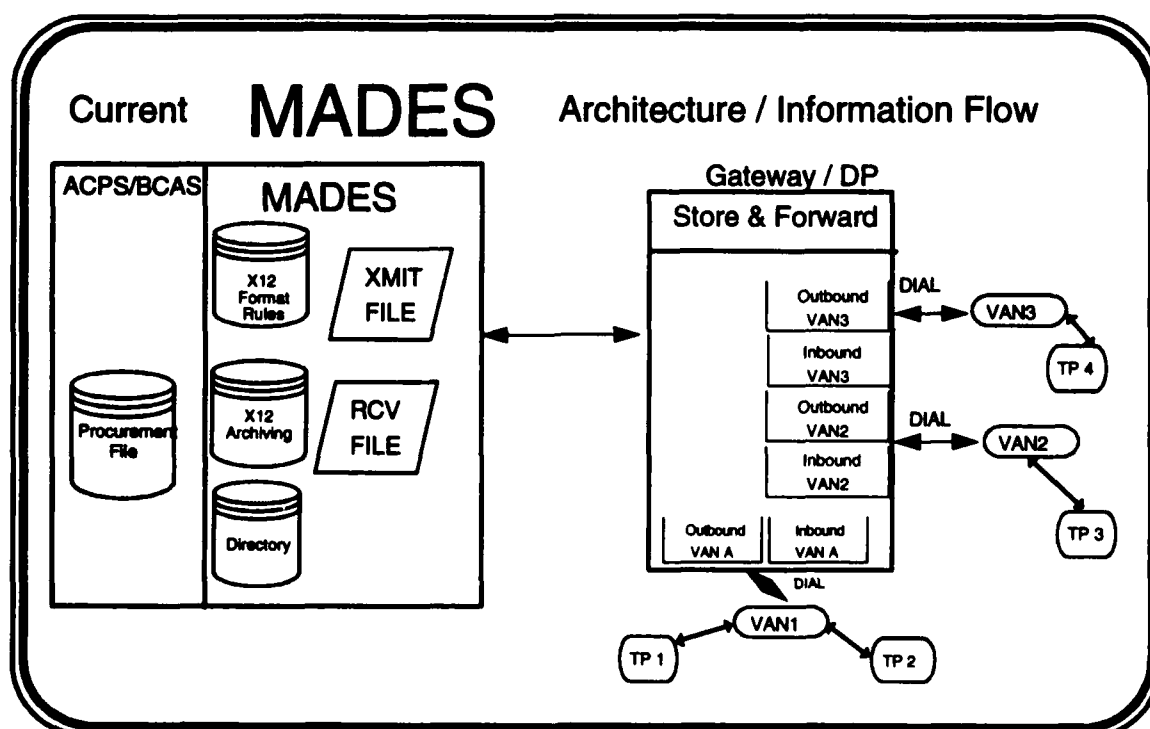 Current MADES Architecture / Information Flow
ACPS/BCAS
MADES
Procurement
File
X12
Format
Rules
XMIT
FILE
X12
Archiving
RCV
FILE
Directory
Gateway / DP
Store & Forward
Outbound
VAN3
Inbound
VAN3
Outbound
VAN2
Inbound
VAN2
Outbound
VAN A
Inbound
VAN A
DIAL
VAN3
TP 4
DIAL
VAN2
TP 3
DIAL
VAN1
TP 1
TP 2